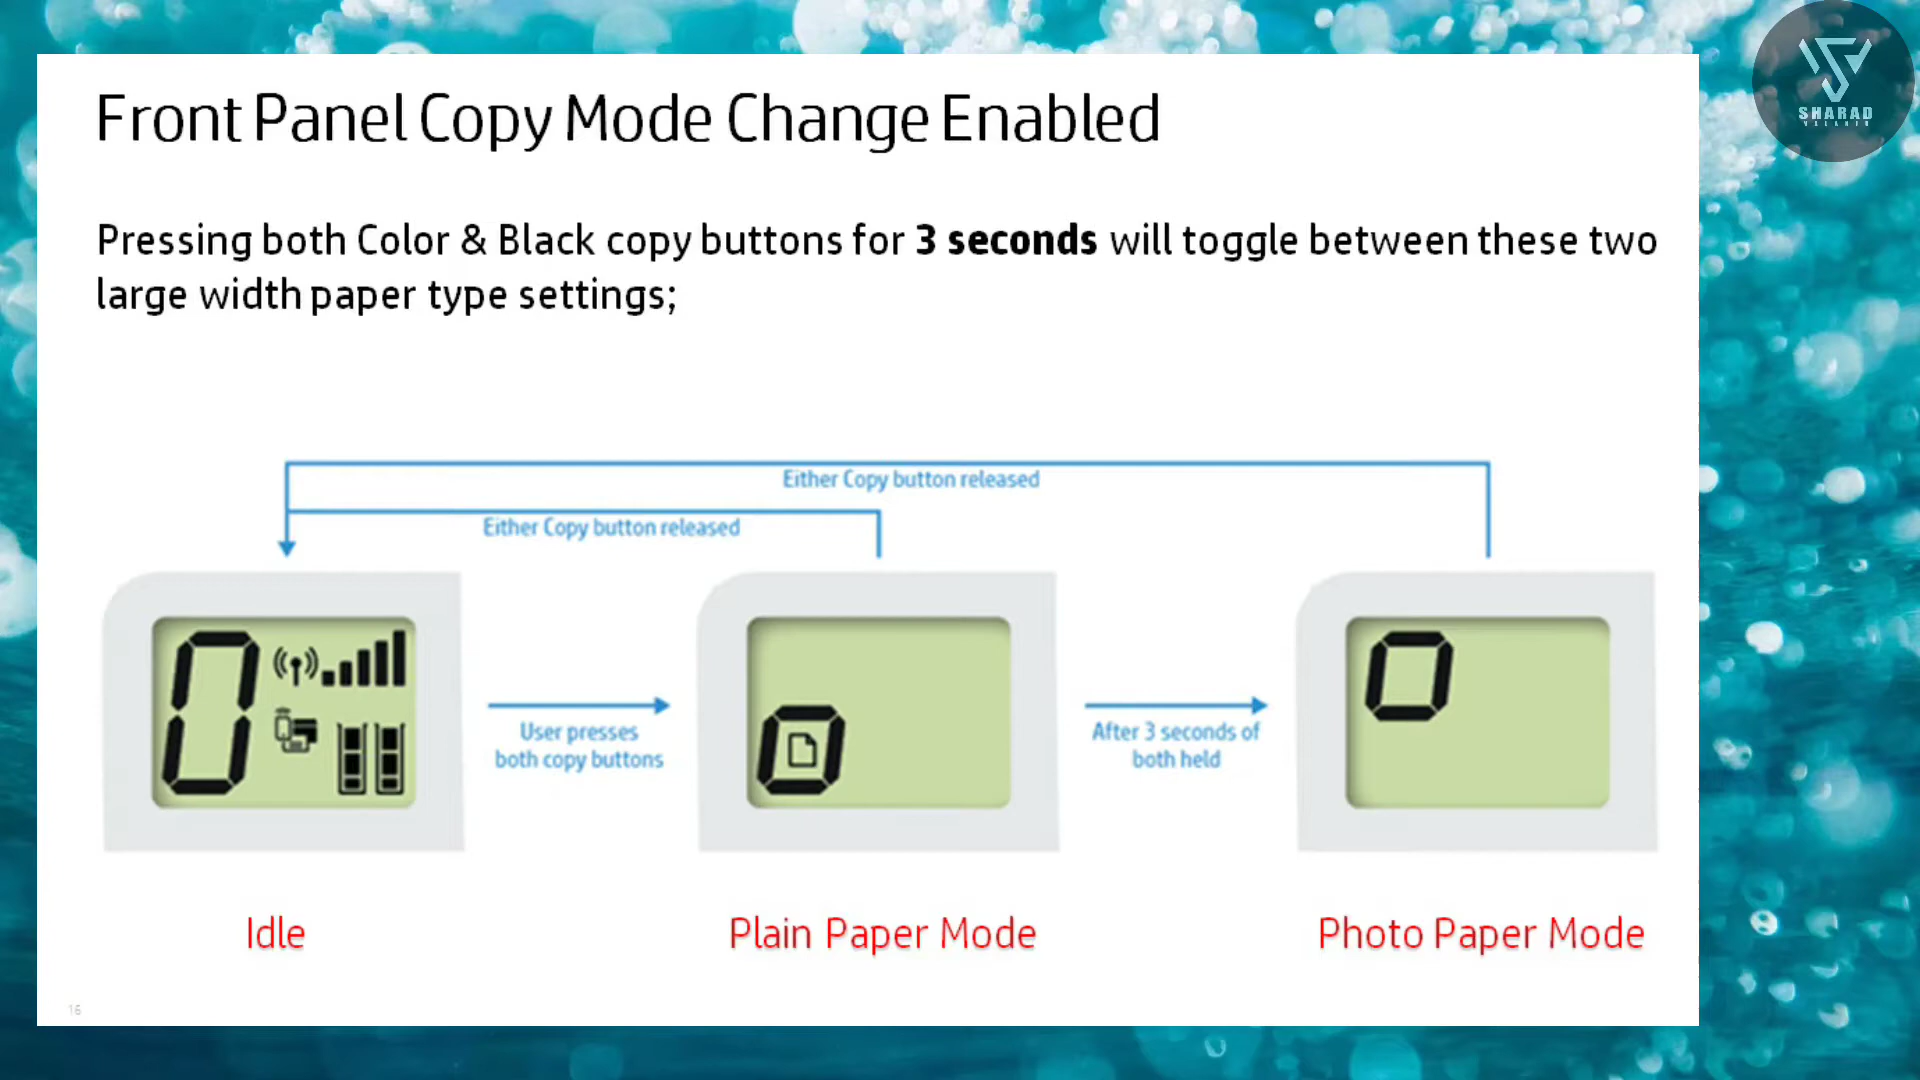 SHARAD
Front Panel Copy Mode Change Enabled
Pressing both Color & Black copy buttons for 3 seconds will toggle between these two
large width paper type settings;
Either Copy button released
Either Copy button released
0
User presses
both copy buttons
After 3 seconds of
both held
Idle
Plain Paper Mode
Photo Paper Mode
16